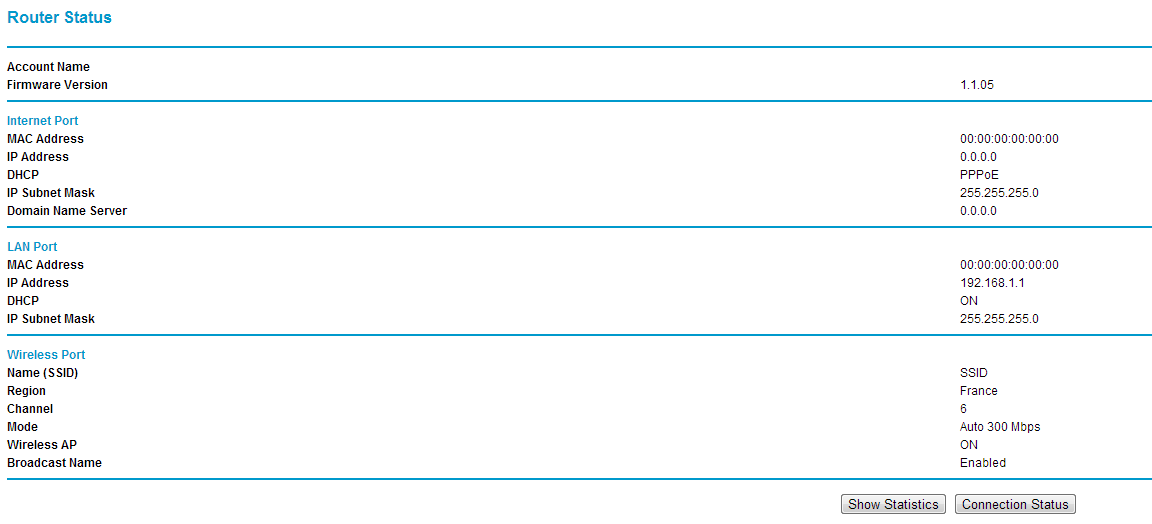 Router Status
Account Name
Firmware Version 1.1.05
Internet Port
MAC Address 00:00:00:00:00:00
IP Address 0.0.0.0
DHCP PPPoE
IP Subnet Mask 255.255.255.0
Domain Name Server 0.0.0.0
LAN Port
MAC Address 00:00:00:00:00:00
IP Address 192.168.1.1
DHCP ON
IP Subnet Mask 255.255.255.0
Wireless Port
Name (SSID) SSID
Region France
Channel 6
Mode Auto 300 Mbps
Wireless AP ON
Broadcast Name Enabled
Show Statistics Connection Status